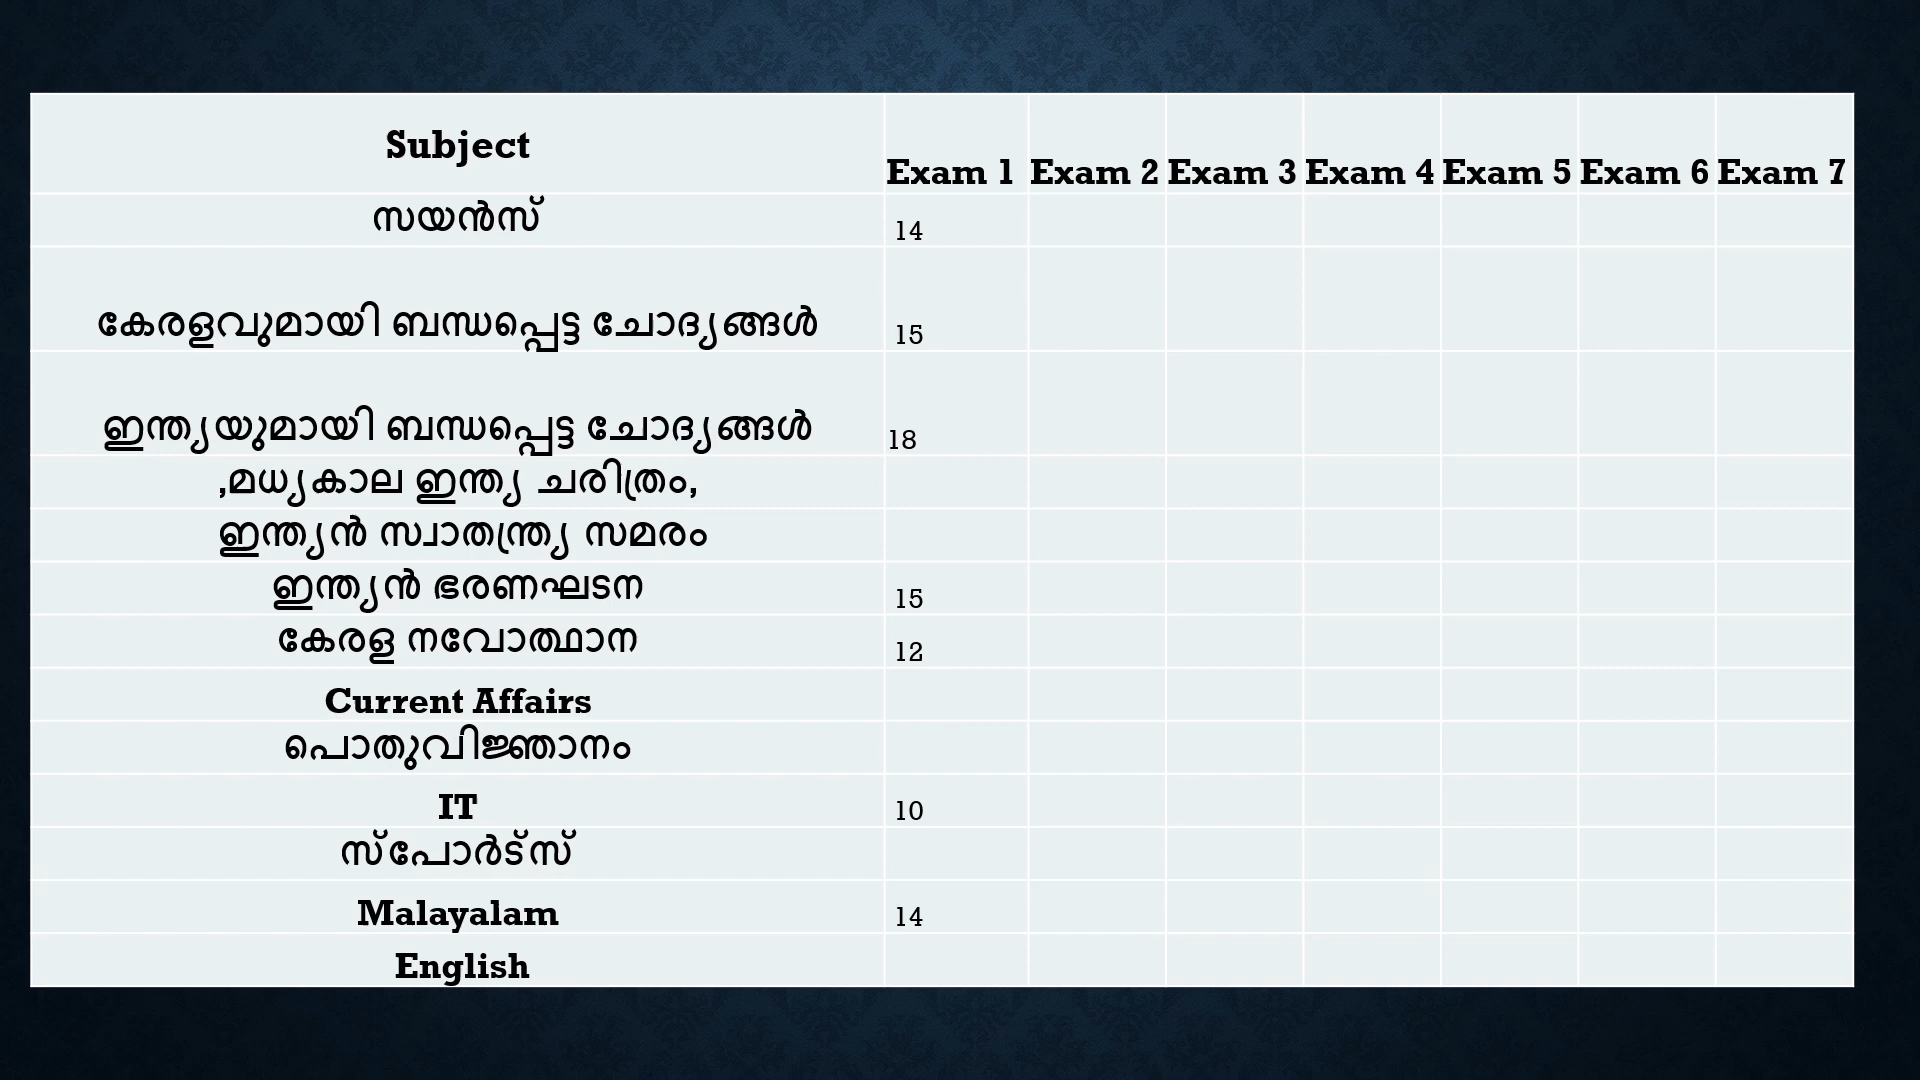 Subject Exam 1 Exam 2 Exam 3 Exam 4 Exam 5 Exam 6 Exam 7
സയൻസ് 14
കേരളവുമായി ബന്ധപ്പെട്ട ചോദ്യങ്ങൾ 15
ഇന്ത്യയുമായി ബന്ധപ്പെട്ട ചോദ്യങ്ങൾ 18
,മധ്യകാല ഇന്ത്യ ചരിത്രം,
ഇന്ത്യൻ സ്വാതന്ത്ര്യ സമരം
ഇന്ത്യൻ ഭരണഘടന 15
കേരള നവോത്ഥാന 12
Current Affairs
പൊതുവിജ്ഞാനം
IT 10
സ്പോർട്സ്
Malayalam 14
English